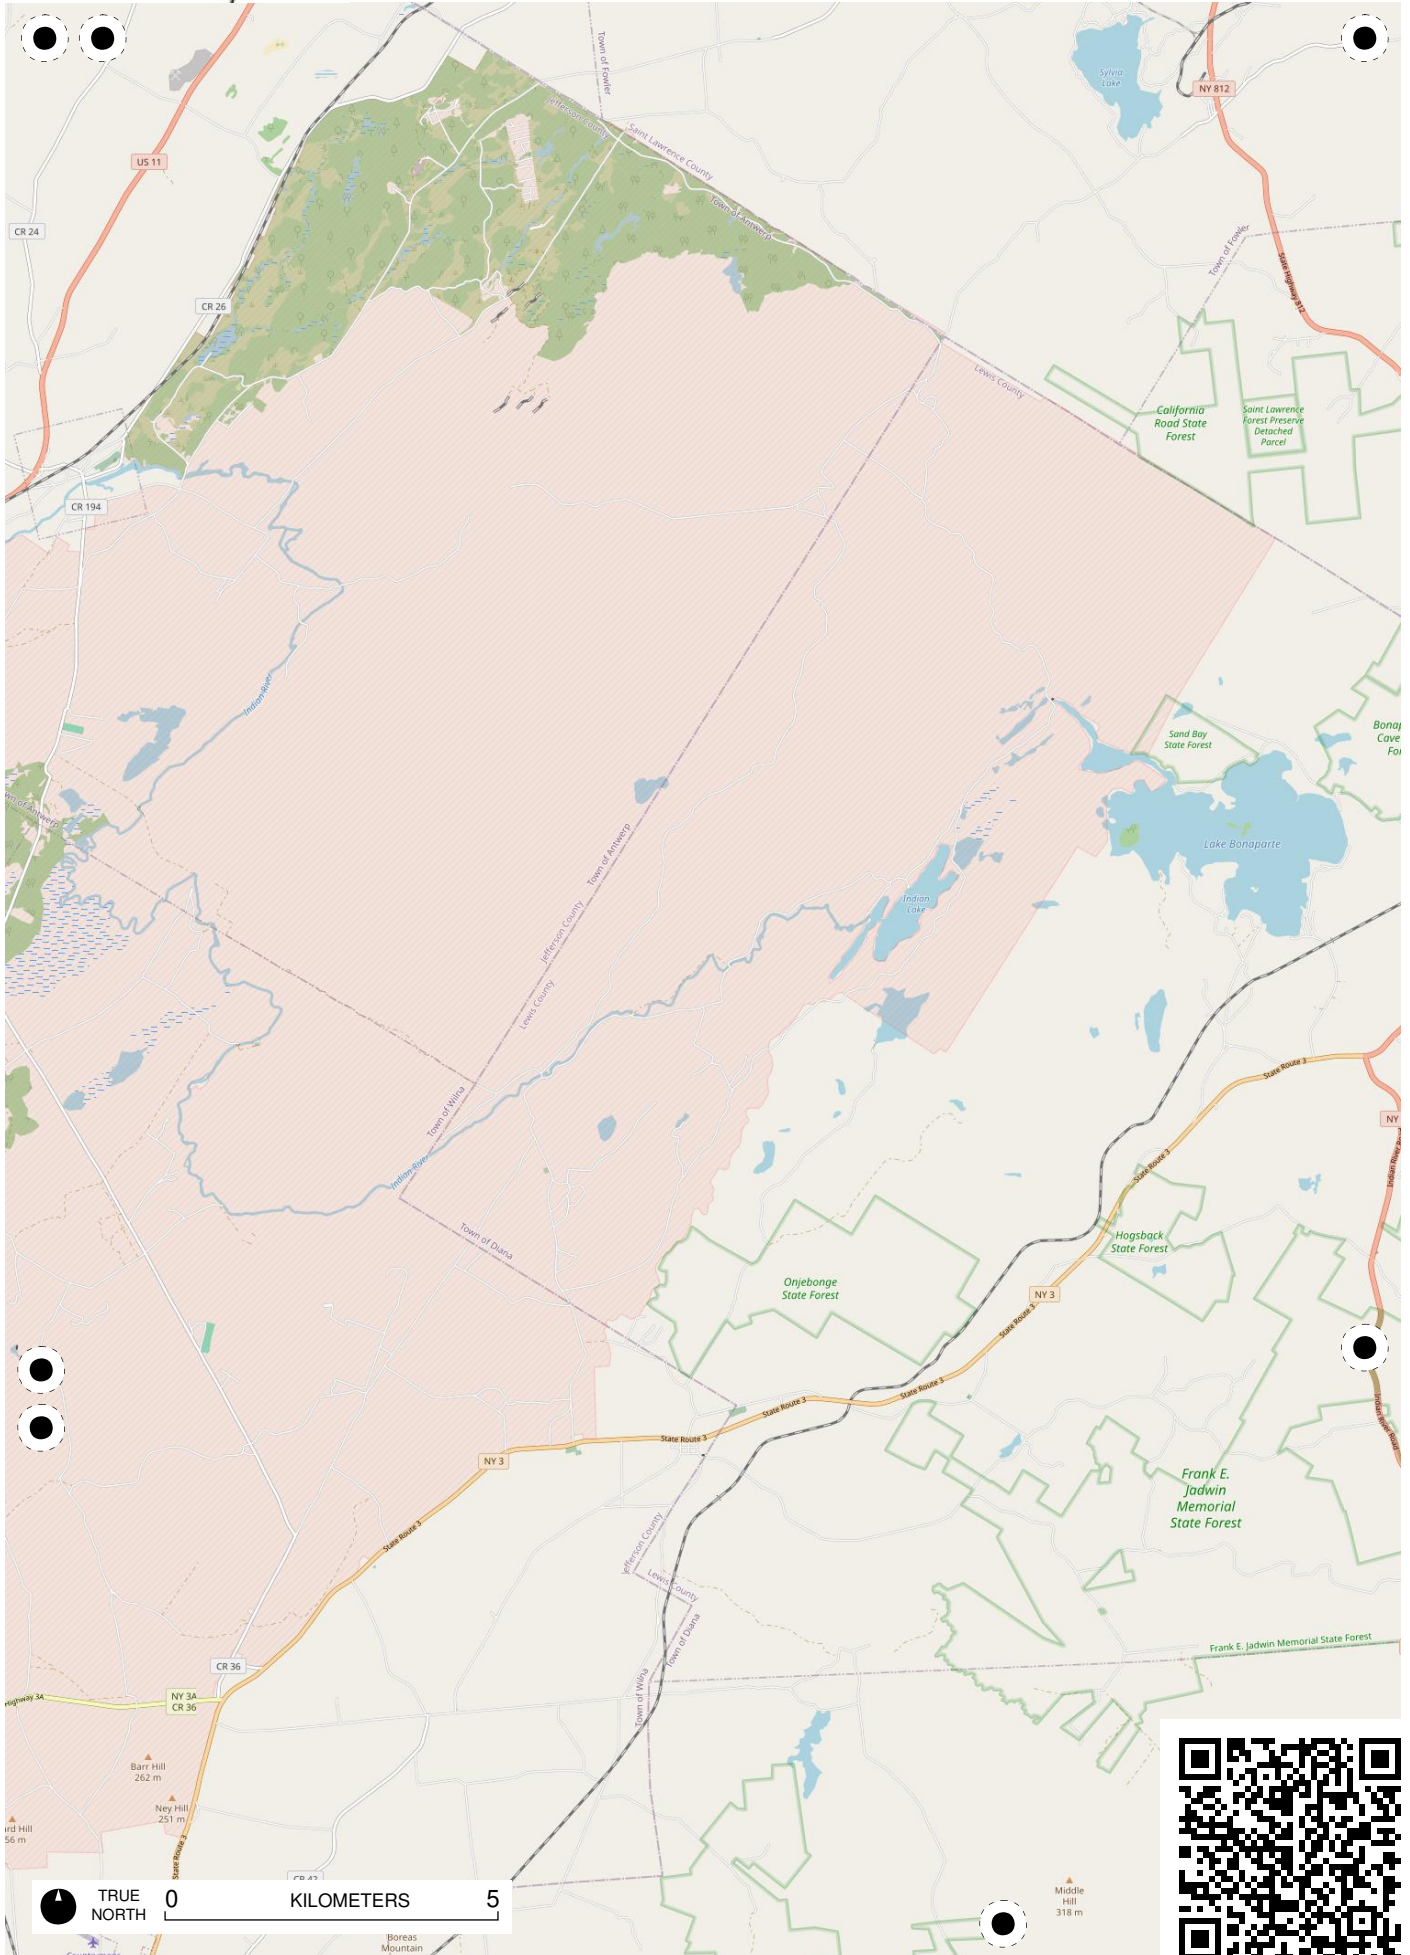 Town of Fowler
Sylvia
Lake
NY 812
Jefferson County
Saint Lawrence County
US 11
Town of Antwerp
CR 24
Town of Fowler
State Highway 812
CR 26
Lewis County
California
Road State
Forest
Saint Lawrence
Forest Preserve
Detached
Parcel
CR 194
Indian River
Sand Bay
State Forest
Lake Bonaparte
Town of Antwerp
Indian
Lake
Jefferson County
Lewis County
State Route 3
NY
Town of Wilna
Indian River
State Route 3
Town of Diana
Hogsback
State Forest
Onjebonge
State Forest
NY 3
State Route 3
State Route 3
State Route 3
State Route 3
NY 3
Indian River Road
Frank E.
Jadwin
Memorial
State Forest
State Route 3
Jefferson County
Lewis County
Town of Diana
Frank E. Jadwin Memorial State Forest
CR 36
Town of Wilna
NY 3A
CR 36
Barr Hill
262 m
Ney Hill
251 m
State Route 3
TRUE
NORTH
0 KILOMETERS 5
Middle
Hill
318 m
Boreas
Mountain